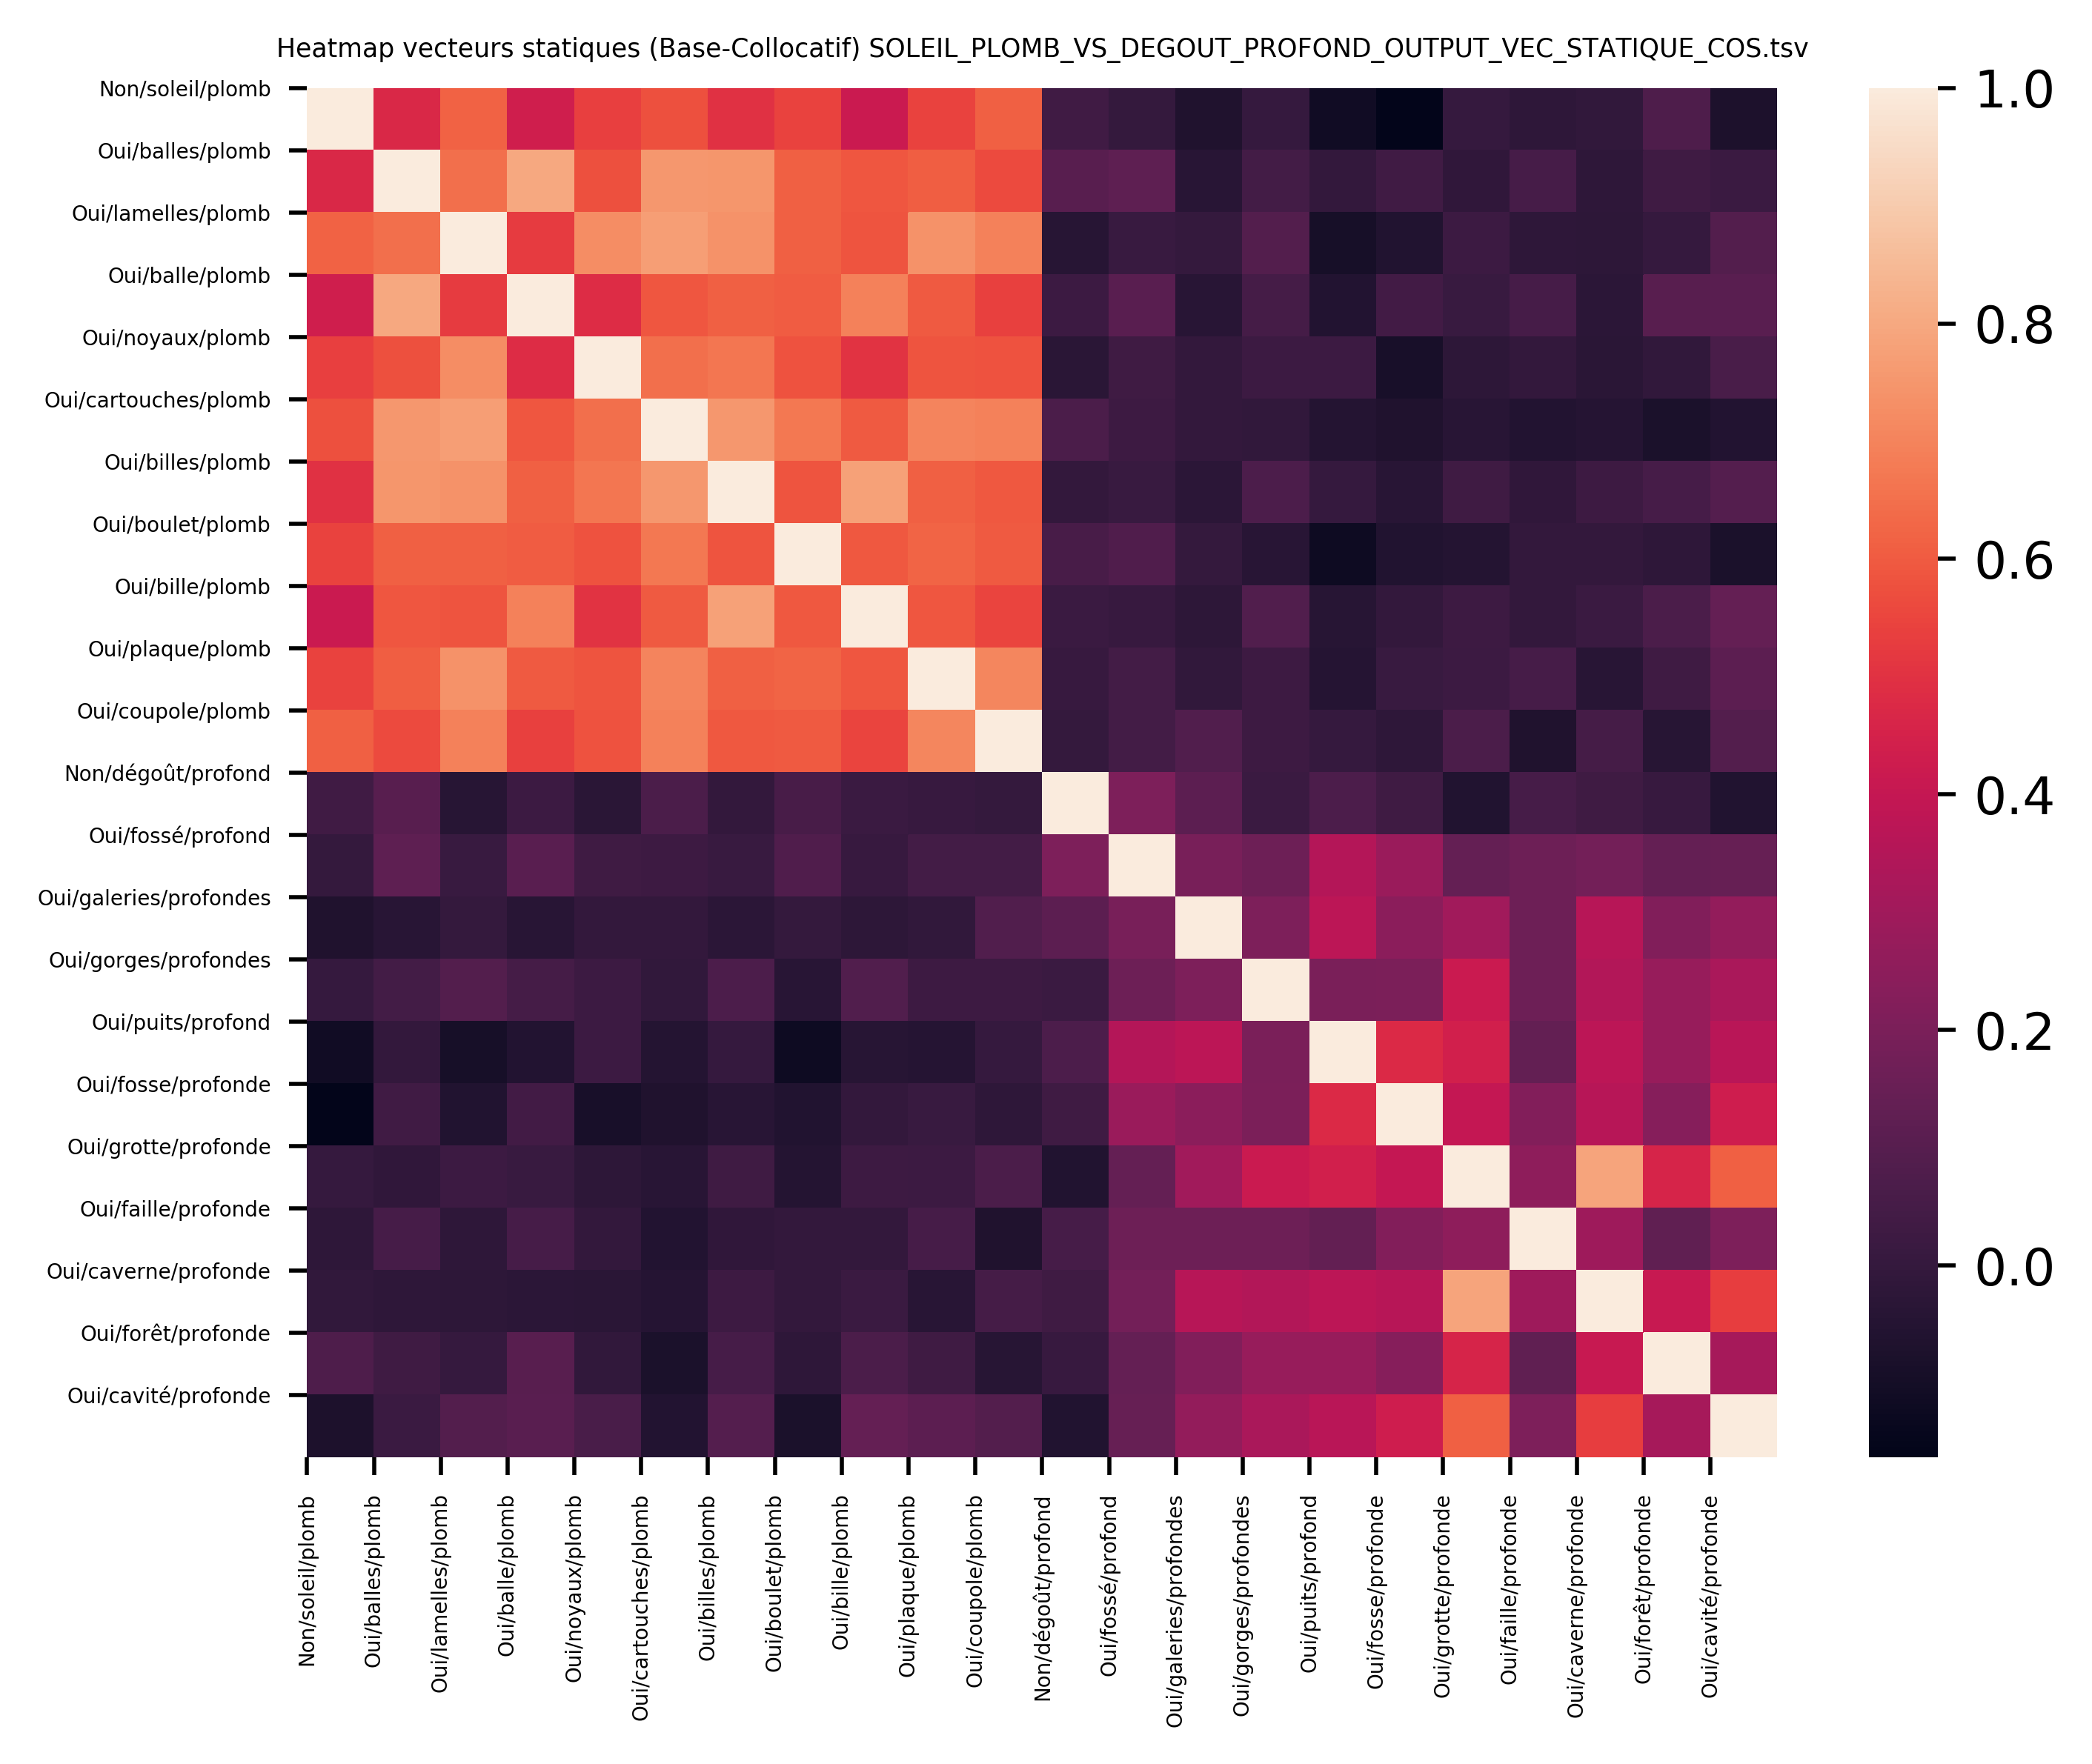 Heatmap vecteurs statiques (Base-Collocatif) SOLEIL_PLOMB_VS_DEGOUT_PROFOND_OUTPUT_VEC_STATIQUE_COS.tsv
Non/soleil/plomb
Oui/balles/plomb
Oui/lamelles/plomb
Oui/balle/plomb
Oui/noyaux/plomb
Oui/cartouches/plomb
Oui/billes/plomb
Oui/boulet/plomb
Oui/bille/plomb
Oui/plaque/plomb
Oui/coupole/plomb
Non/dégoût/profond
Oui/fossé/profond
Oui/galeries/profondes
Oui/gorges/profondes
Oui/puits/profond
Oui/fosse/profonde
Oui/grotte/profonde
Oui/faille/profonde
Oui/caverne/profonde
Oui/forêt/profonde
Oui/cavité/profonde
Non/soleil/plomb
Oui/balles/plomb
Oui/lamelles/plomb
Oui/balle/plomb
Oui/noyaux/plomb
Oui/cartouches/plomb
Oui/billes/plomb
Oui/boulet/plomb
Oui/bille/plomb
Oui/plaque/plomb
Oui/coupole/plomb
Non/dégoût/profond
Oui/fossé/profond
Oui/galeries/profondes
Oui/gorges/profondes
Oui/puits/profond
Oui/fosse/profonde
Oui/grotte/profonde
Oui/faille/profonde
Oui/caverne/profonde
Oui/forêt/profonde
Oui/cavité/profonde
1.0
0.8
0.6
0.4
0.2
0.0